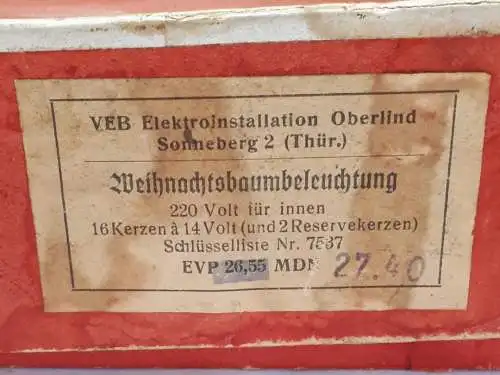 VEB Elektroinstallation Oberlind
Sonneberg 2 (Thür.)
Weihnachtsbaumbeleuchtung
220 Volt für innen
16 Kerzen à 14 Volt (und 2 Reservekerzen)
Schlüsselliste Nr. 7537
EVP 26,55 MDN 27.40